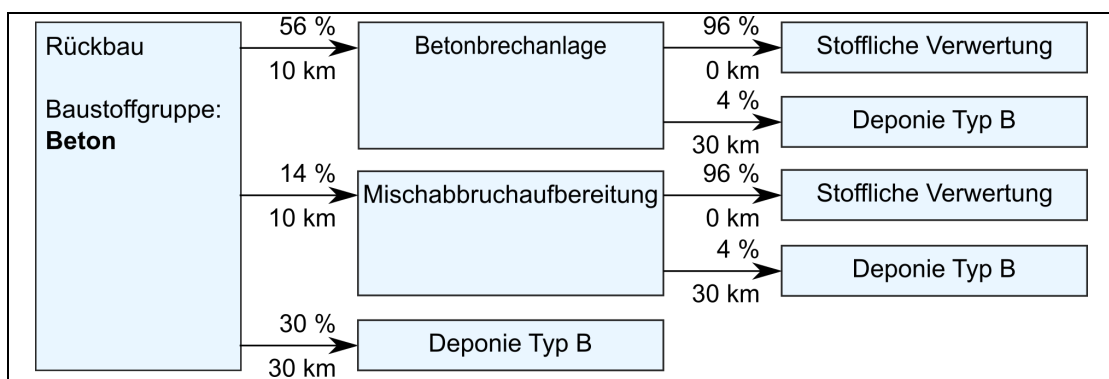 Rückbau
Baustoffgruppe:
Beton
56 %
10 km
Betonbrechanlage
96 %
0 km
Stoffliche Verwertung
4 %
30 km
Deponie Typ B
14 %
10 km
Mischabbruchaufbereitung
96 %
0 km
Stoffliche Verwertung
4 %
30 km
Deponie Typ B
30 %
30 km
Deponie Typ B